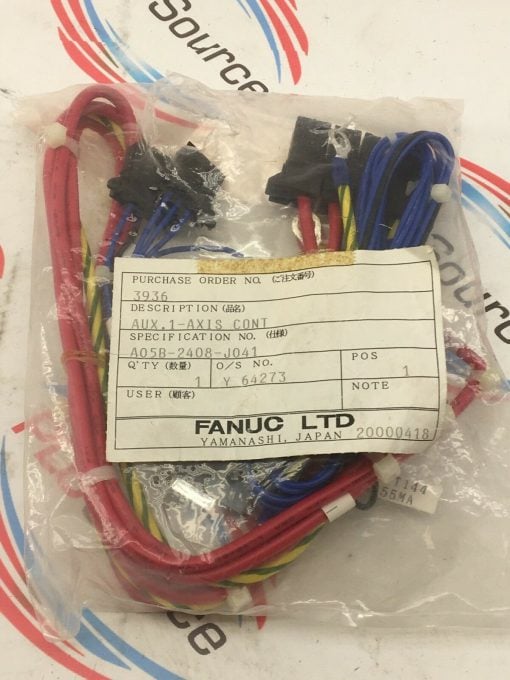 Source
PURCHASE ORDER NO. (ご注文番号)
3936
DESCRIPTION (品名)
AUX.1-AXIS CONT
SPECIFICATION NO. (仕様)
A05B-2408-J041
Q'TY (数量) O/S NO. POS
1 Y 64273 1
USER (顧客) NOTE
FANUC LTD
YAMANASHI, JAPAN 20000418
T144
56MA
Source